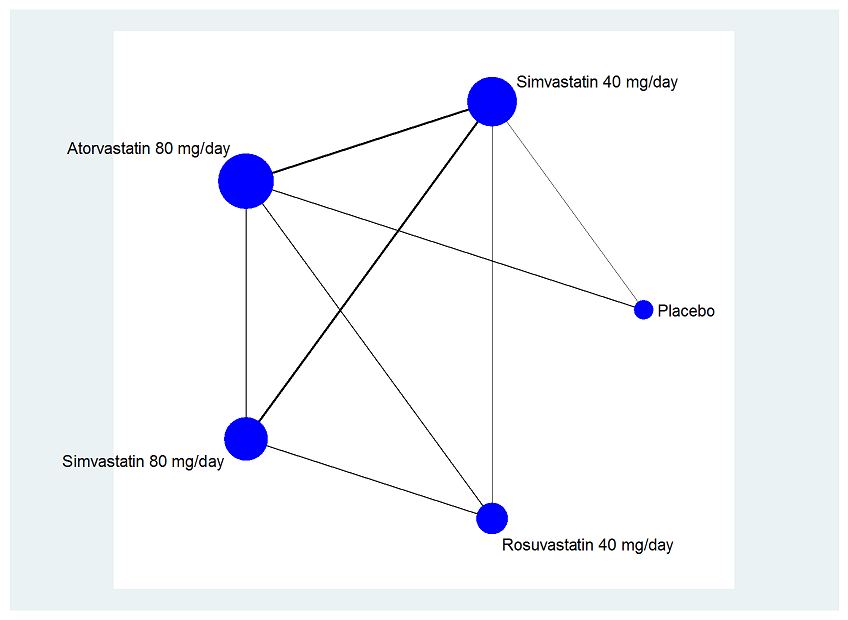 Simvastatin 40 mg/day
Atorvastatin 80 mg/day
Placebo
Simvastatin 80 mg/day
Rosuvastatin 40 mg/day